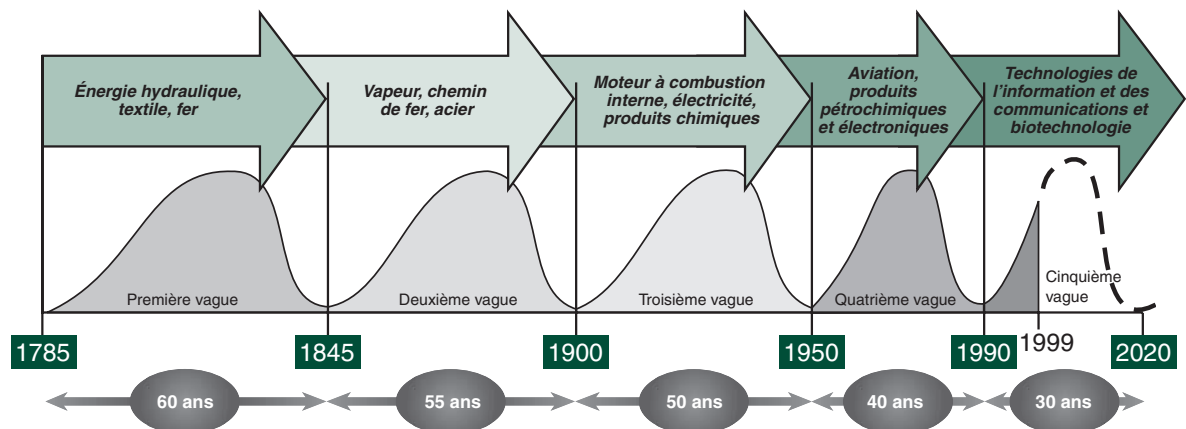 Énergie hydraulique,
textile, fer
Vapeur, chemin
de fer, acier
Moteur à combustion
interne, électricité,
produits chimiques
Aviation,
produits
pétrochimiques
et électroniques
Technologies de
l'information et des
communications et
biotechnologie
Première vague
Deuxième vague
Troisième vague
Quatrième vague
Cinquième
vague
1785
1845
1900
1950
1990
1999
2020
60 ans
55 ans
50 ans
40 ans
30 ans